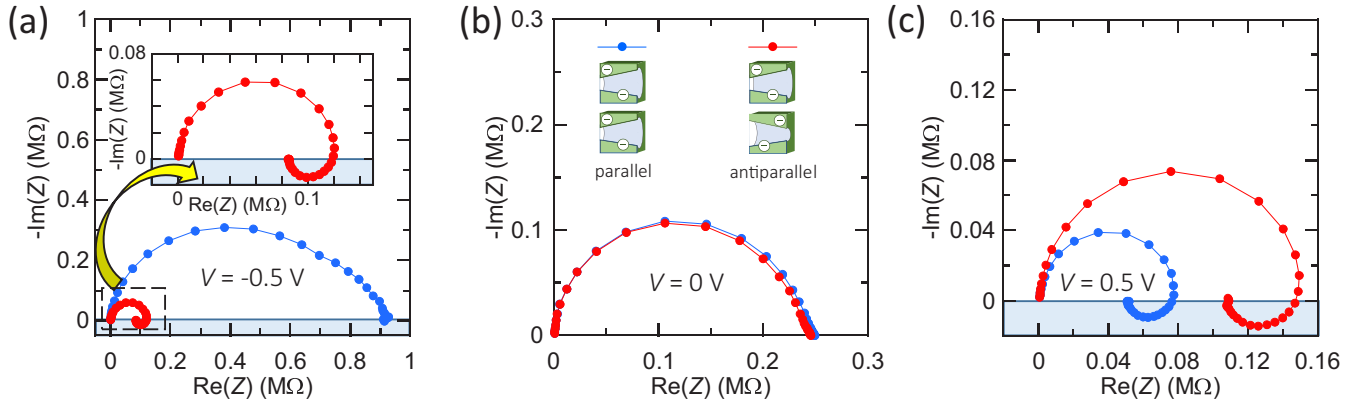 (a)
-Im(Z) (MΩ)
1
0.8
0.6
0.4
0.2
0
0 0.2 0.4 0.6 0.8 1
Re(Z) (MΩ)
V = -0.5 V
-Im(Z) (MΩ)
0.08
0
0 0.1
Re(Z) (MΩ)
(b)
-Im(Z) (MΩ)
0.3
0.2
0.1
0
0 0.1 0.2 0.3
Re(Z) (MΩ)
− −
− −
− −
− −
parallel antiparallel
V = 0 V
(c)
-Im(Z) (MΩ)
0.16
0.12
0.08
0.04
0
0 0.04 0.08 0.12 0.16
Re(Z) (MΩ)
V = 0.5 V